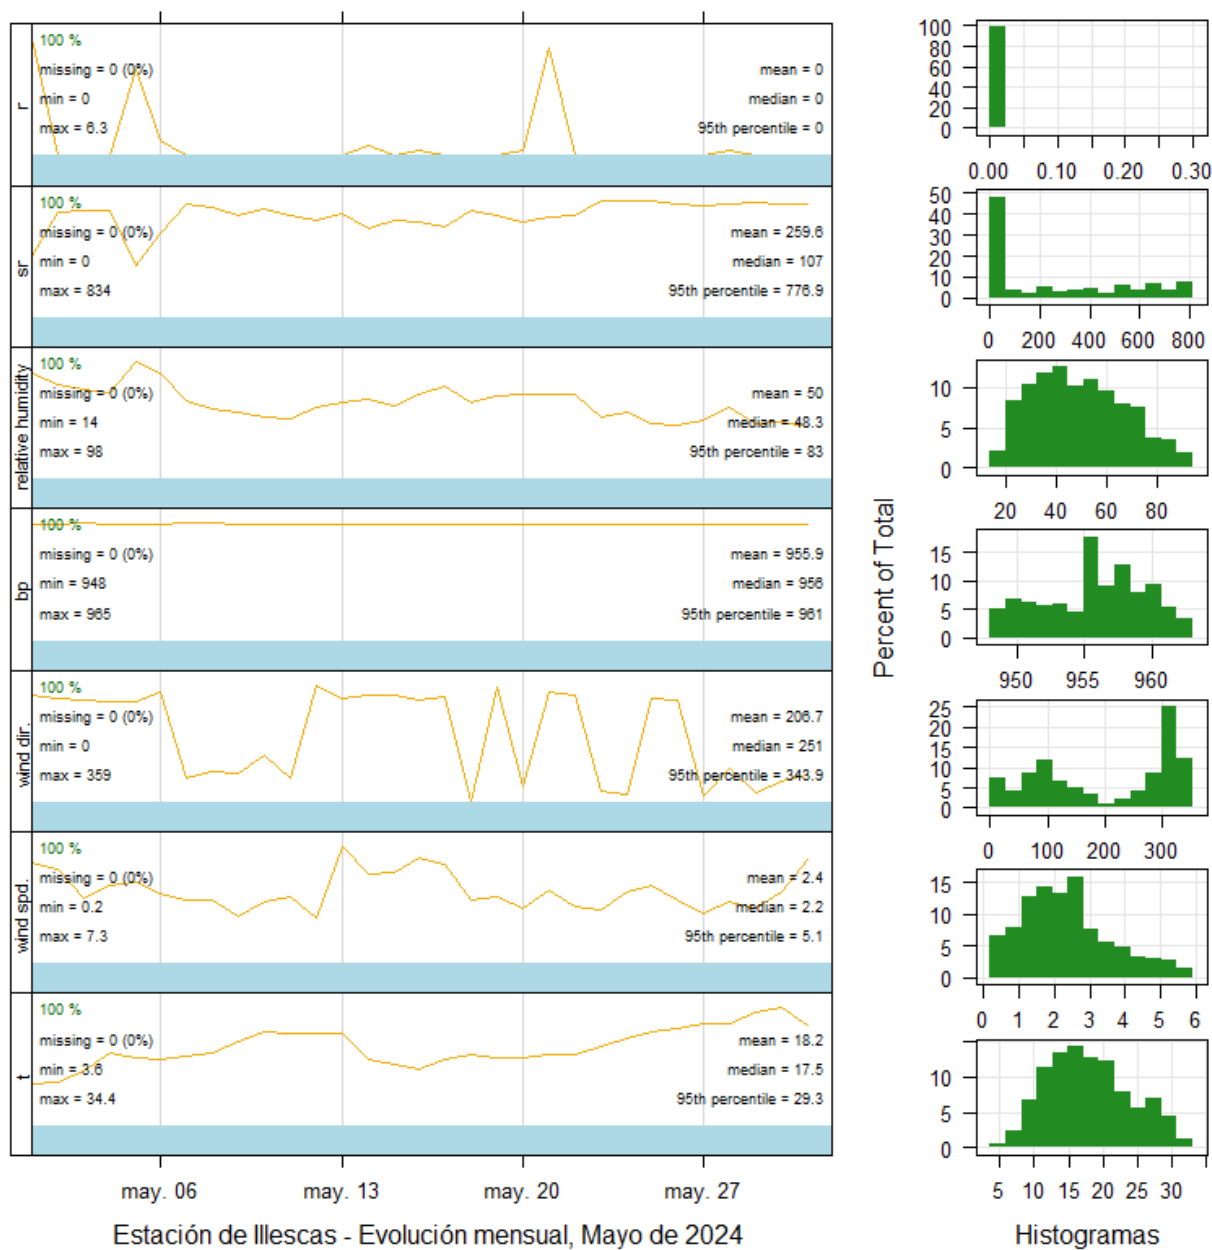 r
100 %
missing = 0 (0%)
min = 0
max = 6.3
mean = 0
median = 0
95th percentile = 0
sr
100 %
missing = 0 (0%)
min = 0
max = 834
mean = 259.6
median = 107
95th percentile = 776.9
relative humidity
100 %
missing = 0 (0%)
min = 14
max = 98
mean = 50
median = 48.3
95th percentile = 83
bp
100 %
missing = 0 (0%)
min = 948
max = 965
mean = 955.9
median = 956
95th percentile = 961
wind dir.
100 %
missing = 0 (0%)
min = 0
max = 359
mean = 206.7
median = 251
95th percentile = 343.9
wind spd.
100 %
missing = 0 (0%)
min = 0.2
max = 7.3
mean = 2.4
median = 2.2
95th percentile = 5.1
t
100 %
missing = 0 (0%)
min = 3.6
max = 34.4
mean = 18.2
median = 17.5
95th percentile = 29.3
may. 06 may. 13 may. 20 may. 27
Estación de Illescas - Evolución mensual, Mayo de 2024
Percent of Total
100
80
60
40
20
0
0.00 0.10 0.20 0.30
50
40
30
20
10
0
0 200 400 600 800
10
5
0
20 40 60 80
15
10
5
0
950 955 960
25
20
15
10
5
0
0 100 200 300
15
10
5
0
0 1 2 3 4 5 6
10
5
0
5 10 15 20 25 30
Histogramas